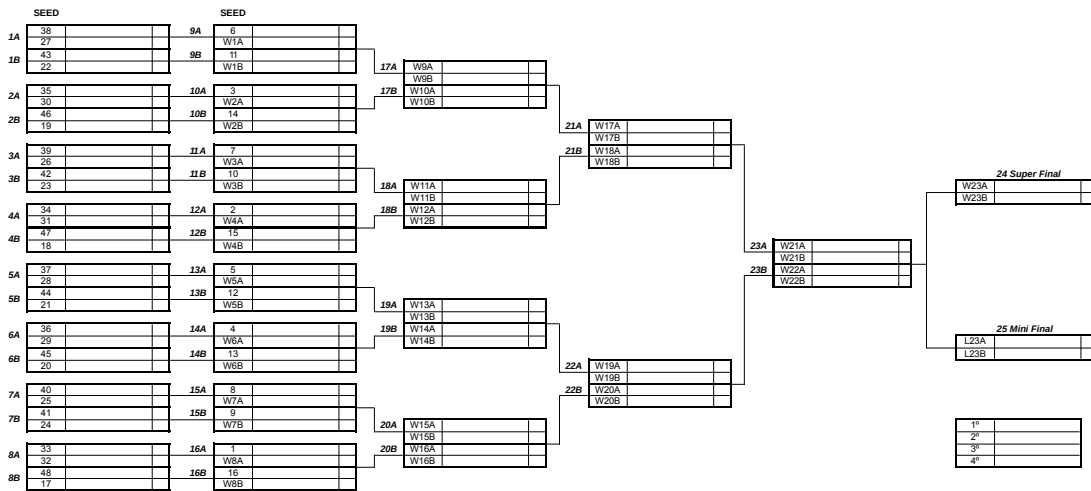 SEED SEED
38 9A 6
1A 27 W1A
43 9B 11
1B 22 W1B
17A W9A
W9B
35 10A 3
2A 30 W2A
17B W10A
W10B
46 10B 14
2B 19 W2B
21A W17A
W17B
39 11A 7
3A 26 W3A
21B W18A
W18B
42 11B 10
3B 23 W3B
24 Super Final
18A W11A
W11B
W23A
W23B
34 12A 2
4A 31 W4A
18B W12A
W12B
47 12B 15
4B 18 W4B
23A W21A
W21B
37 13A 5
5A 28 W5A
23B W22A
W22B
44 13B 12
5B 21 W5B
19A W13A
W13B
36 14A 4
6A 29 W6A
19B W14A
W14B
25 Mini Final
L23A
L23B
45 14B 13
6B 20 W6B
22A W19A
W19B
40 15A 8
7A 25 W7A
22B W20A
W20B
41 15B 9
7B 24 W7B
20A W15A
W15B
1º
2º
3º
4º
33 16A 1
8A 32 W8A
20B W16A
W16B
48 16B 16
8B 17 W8B